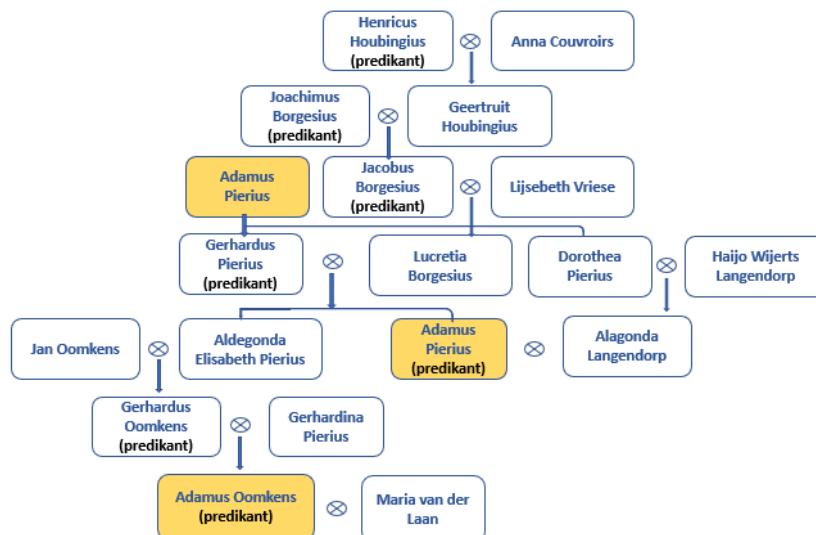 Henricus
Houbingius
(predikant)
Anna Couvroirs
Joachimus
Borgesius
(predikant)
Geertruit
Houbingius
Adamus
Pierius
Jacobus
Borgesius
(predikant)
Lijsebeth Vriese
Gerhardus
Pierius
(predikant)
Lucretia
Borgesius
Dorothea
Pierius
Haijo Wijerts
Langendorp
Jan Oomkens
Aldegonda
Elisabeth Pierius
Adamus
Pierius
(predikant)
Alagonda
Langendorp
Gerhardus
Oomkens
(predikant)
Gerhardina
Pierius
Adamus Oomkens
(predikant)
Maria van der
Laan